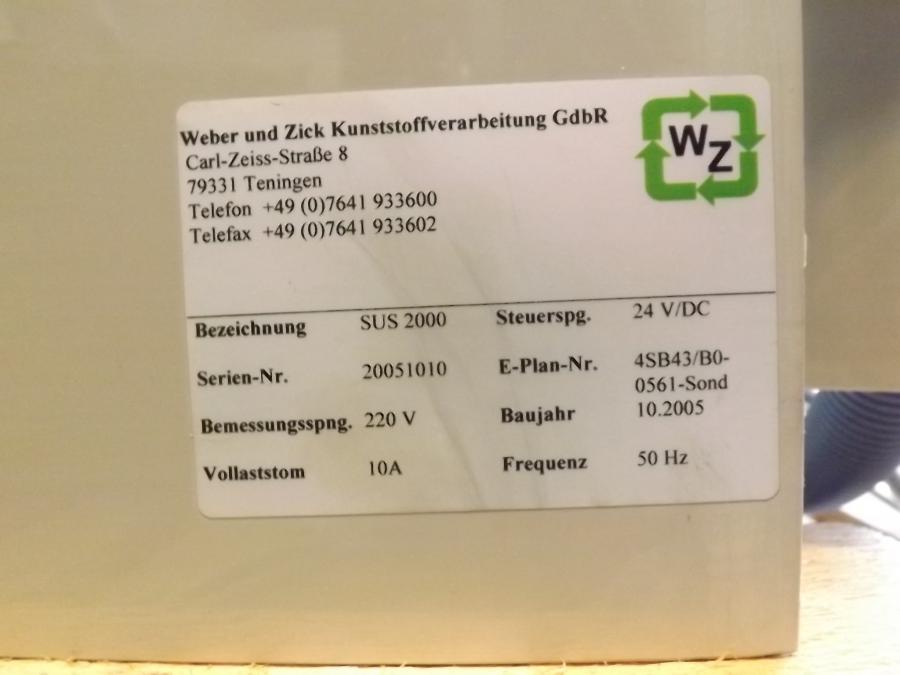 Weber und Zick Kunststoffverarbeitung GdbR
Carl-Zeiss-Straße 8
79331 Teningen
Telefon +49 (0)7641 933600
Telefax +49 (0)7641 933602
WZ
Bezeichnung SUS 2000 Steuerspg. 24 V/DC
Serien-Nr. 20051010 E-Plan-Nr. 4SB43/B0-
0561-Sond
Bemessungsspng. 220 V Baujahr 10.2005
Vollaststom 10A Frequenz 50 Hz